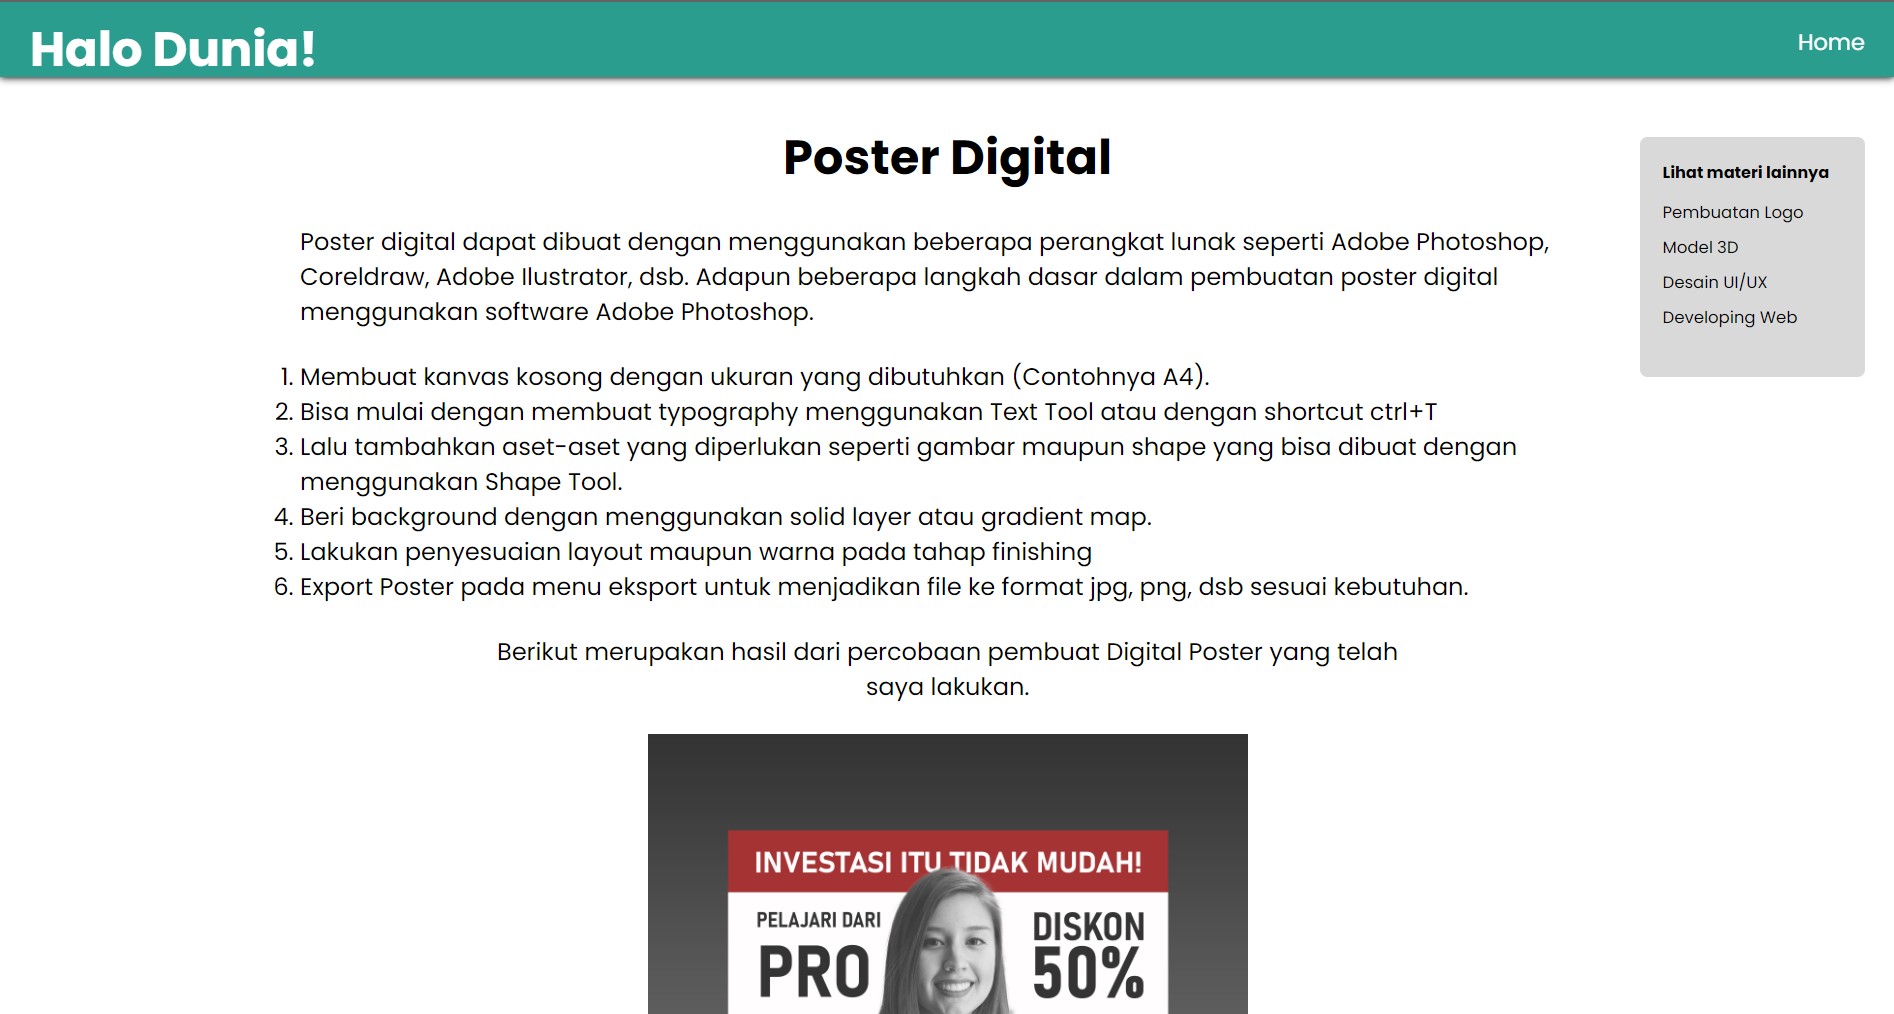 Halo Dunia!
Home
Poster Digital
Poster digital dapat dibuat dengan menggunakan beberapa perangkat lunak seperti Adobe Photoshop,
Coreldraw, Adobe Ilustrator, dsb. Adapun beberapa langkah dasar dalam pembuatan poster digital
menggunakan software Adobe Photoshop.
1. Membuat kanvas kosong dengan ukuran yang dibutuhkan (Contohnya A4).
2. Bisa mulai dengan membuat typography menggunakan Text Tool atau dengan shortcut ctrl+T
3. Lalu tambahkan aset-aset yang diperlukan seperti gambar maupun shape yang bisa dibuat dengan
menggunakan Shape Tool.
4. Beri background dengan menggunakan solid layer atau gradient map.
5. Lakukan penyesuaian layout maupun warna pada tahap finishing
6. Export Poster pada menu eksport untuk menjadikan file ke format jpg, png, dsb sesuai kebutuhan.
Berikut merupakan hasil dari percobaan pembuat Digital Poster yang telah
saya lakukan.
INVESTASI ITU TIDAK MUDAH!
PELAJARI DARI
PRO
DISKON
50%
Lihat materi lainnya
Pembuatan Logo
Model 3D
Desain UI/UX
Developing Web